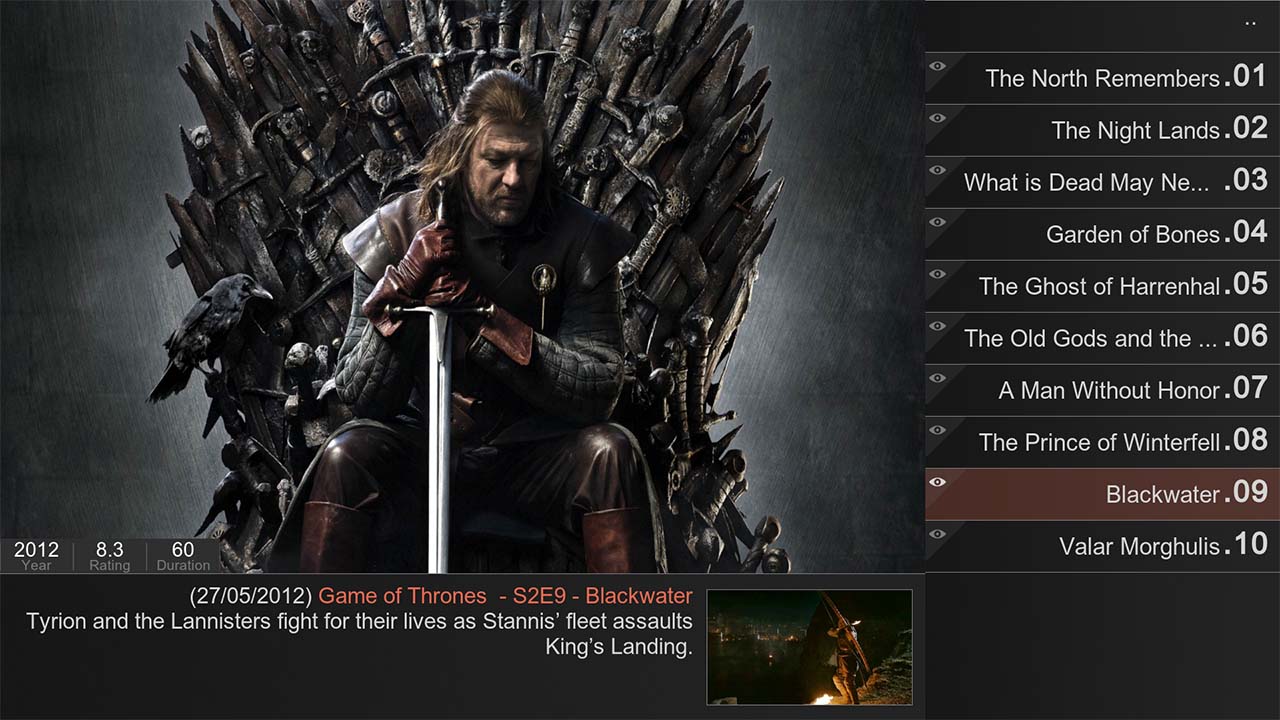 ..
The North Remembers.01
The Night Lands.02
What is Dead May Ne... .03
Garden of Bones.04
The Ghost of Harrenhal.05
The Old Gods and the ... .06
A Man Without Honor.07
The Prince of Winterfell.08
Blackwater.09
Valar Morghulis.10
2012 8.3 60
Year Rating Duration
(27/05/2012) Game of Thrones - S2E9 - Blackwater
Tyrion and the Lannisters fight for their lives as Stannis’ fleet assaults
King’s Landing.